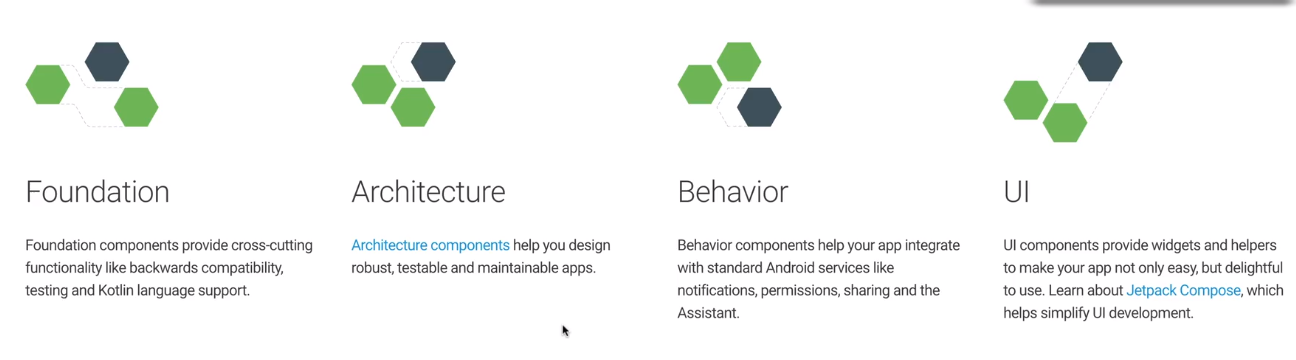 Foundation
Foundation components provide cross-cutting
functionality like backwards compatibility,
testing and Kotlin language support.
Architecture
Architecture components help you design
robust, testable and maintainable apps.
Behavior
Behavior components help your app integrate
with standard Android services like
notifications, permissions, sharing and the
Assistant.
UI
UI components provide widgets and helpers
to make your app not only easy, but delightful
to use. Learn about Jetpack Compose, which
helps simplify UI development.